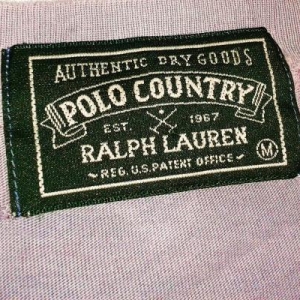 AUTHENTIC DRY GOODS
POLO COUNTRY
EST. 1967
RALPH LAUREN
~ REG. U.S. PATENT OFFICE ~ M